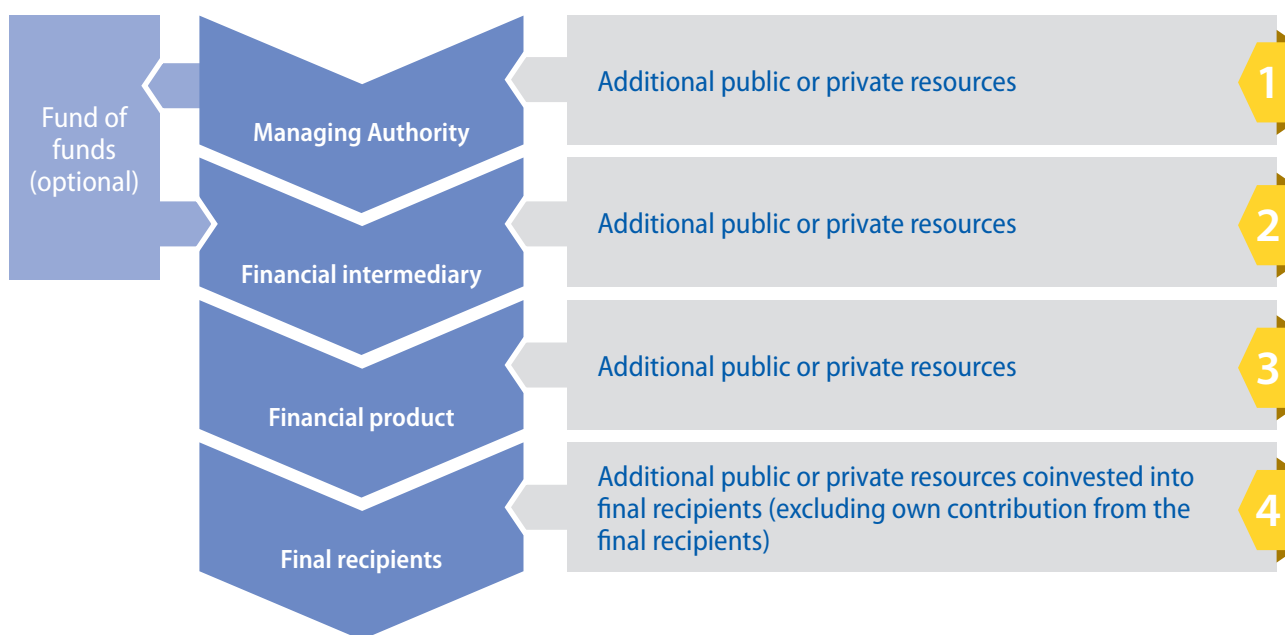 Fund of
funds
(optional)
Managing Authority
Additional public or private resources
1
Financial intermediary
Additional public or private resources
2
Financial product
Additional public or private resources
3
Final recipients
Additional public or private resources coinvested into
final recipients (excluding own contribution from the
final recipients)
4